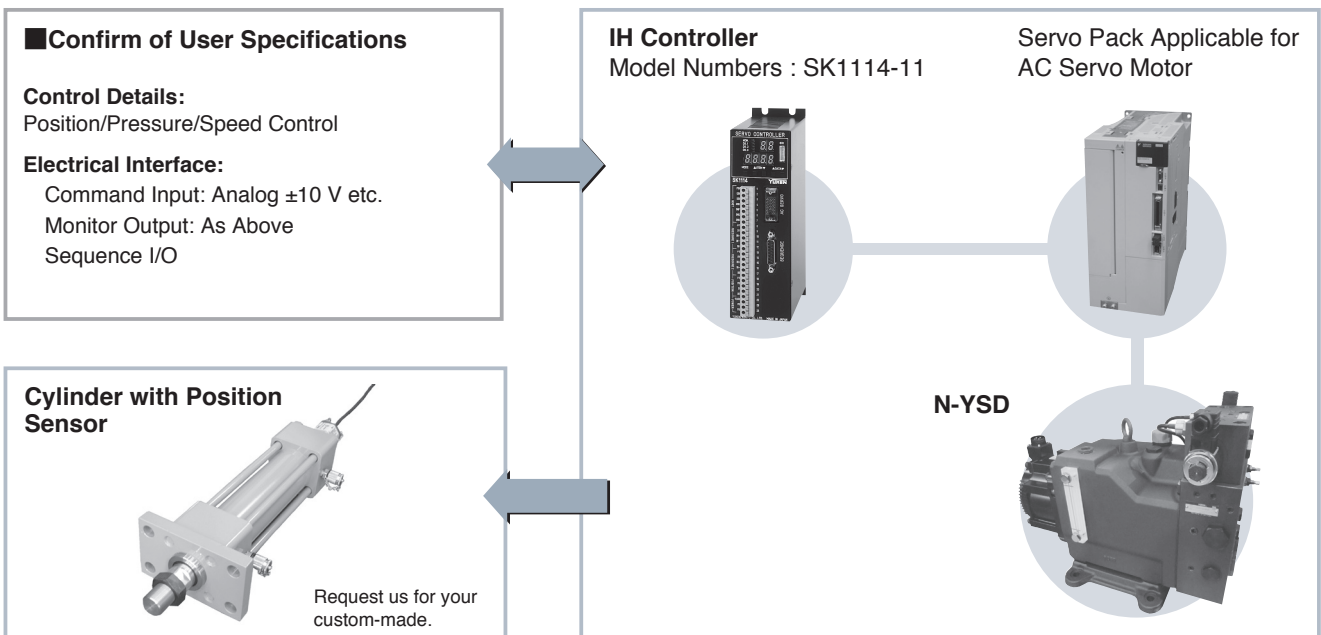 ■Confirm of User Specifications
Control Details:
Position/Pressure/Speed Control
Electrical Interface:
Command Input: Analog ±10 V etc.
Monitor Output: As Above
Sequence I/O
IH Controller
Model Numbers : SK1114-11
Servo Pack Applicable for
AC Servo Motor
SERVO CONTROLLER
SK1114
N-YSD
Cylinder with Position
Sensor
Request us for your
custom-made.